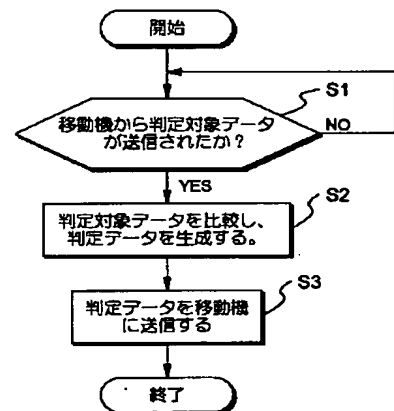 開始
S1
移動機から判定対象データ
が送信されたか？
NO
YES
S2
判定対象データを比較し、
判定データを生成する。
S3
判定データを移動機
に送信する
終了